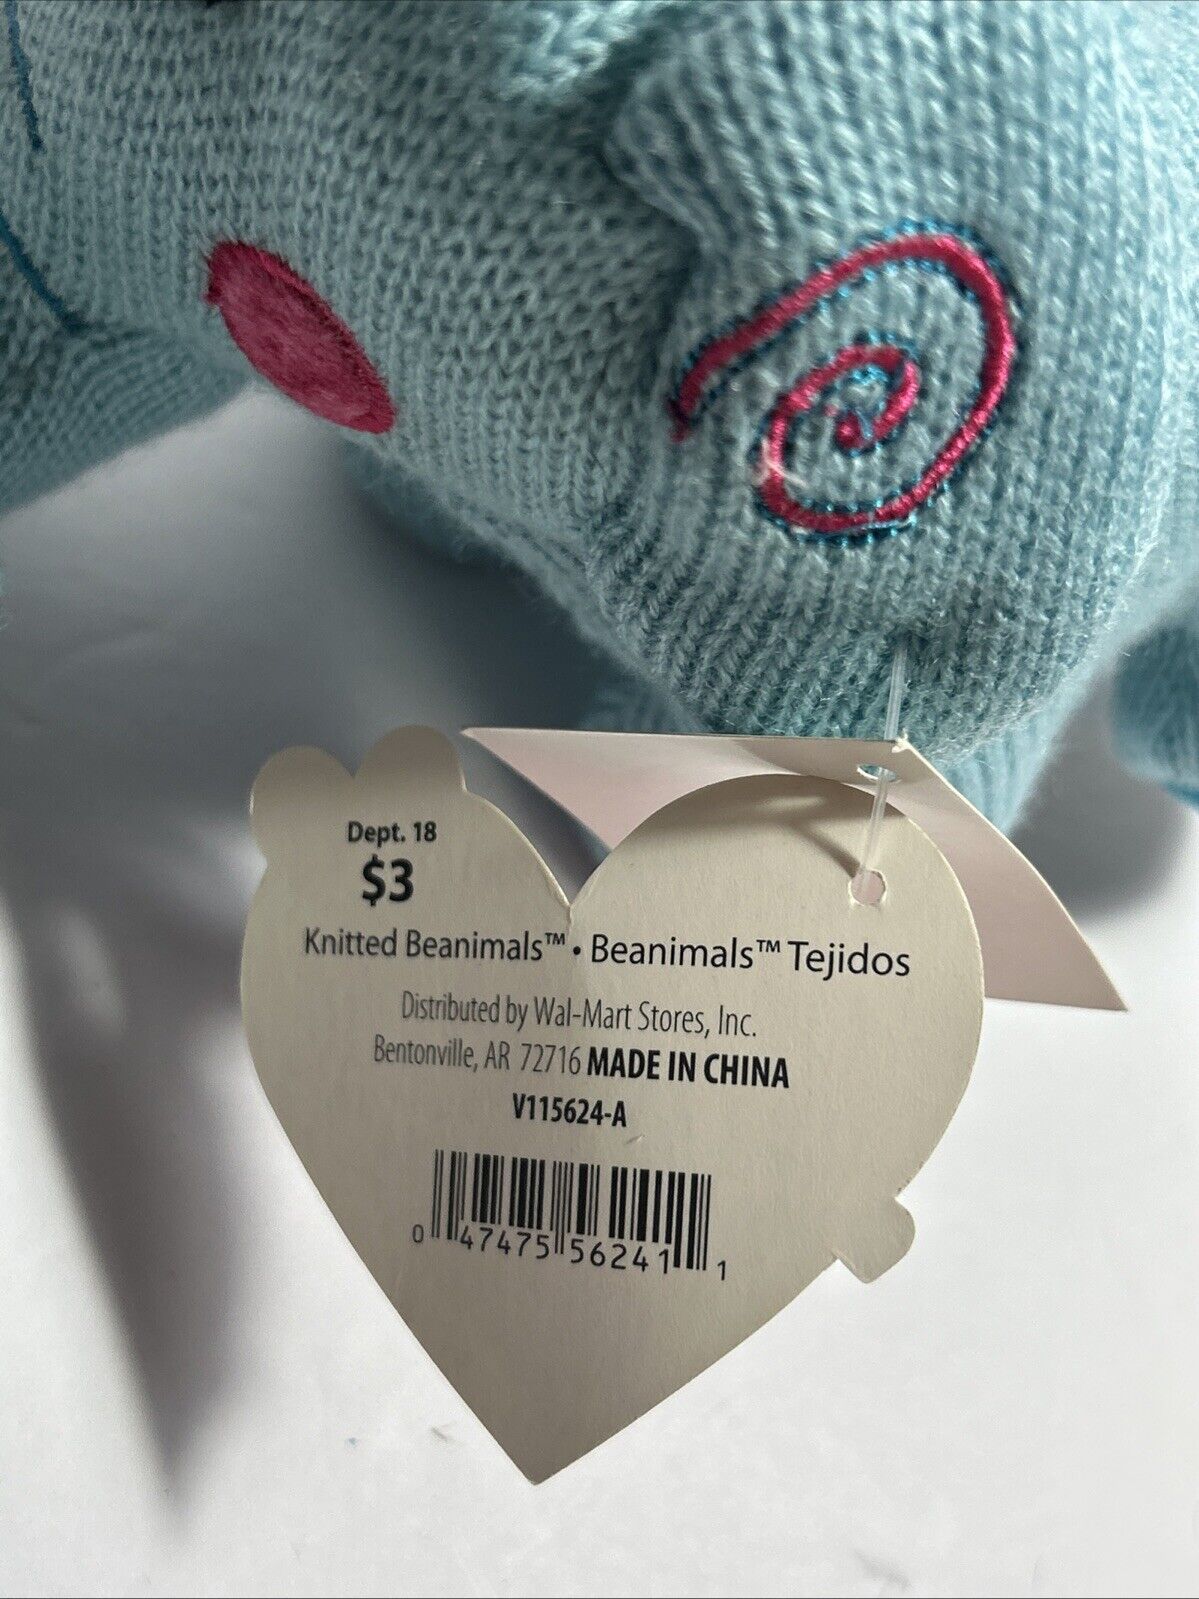 Dept. 18
$3
Knitted Beanimals™ • Beanimals™ Tejidos
Distributed by Wal-Mart Stores, Inc.
Bentonville, AR 72716 MADE IN CHINA
V115624-A
0 47475 56241 1